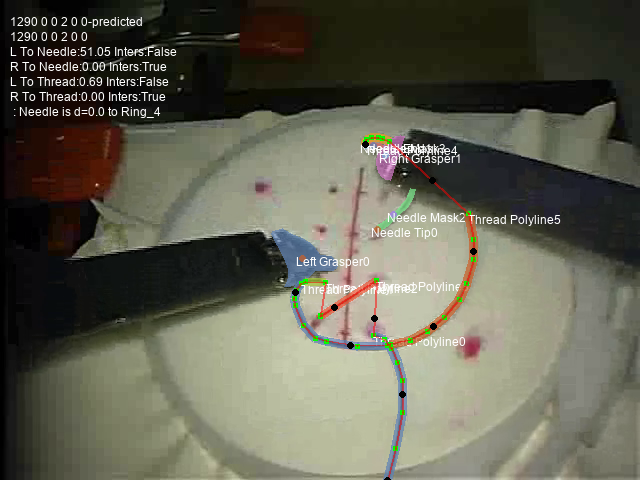 1290 0 0 2 0 0-predicted
1290 0 0 2 0 0
L To Needle:51.05 Inters:False
R To Needle:0.00 Inters:True
L To Thread:0.69 Inters:False
R To Thread:0.00 Inters:True
: Needle is d=0.0 to Ring_4
Right Grasper1
Needle Mask2
Thread Polyline5
Needle Tip0
Left Grasper0
Thread Polyline
Polyline0